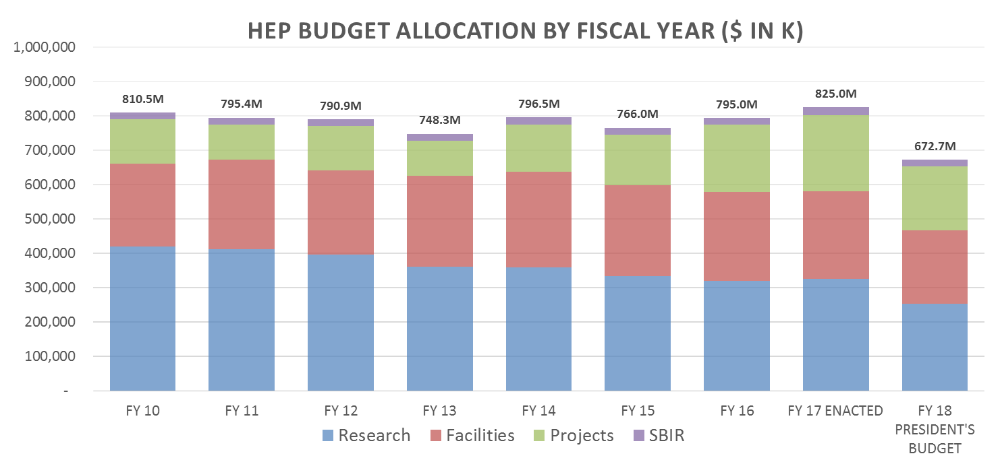 HEP BUDGET ALLOCATION BY FISCAL YEAR ($ IN K)
1,000,000
900,000
800,000
700,000
600,000
500,000
400,000
300,000
200,000
100,000
-
810.5M
795.4M
790.9M
748.3M
796.5M
766.0M
795.0M
825.0M
672.7M
FY 10
FY 11
FY 12
FY 13
FY 14
FY 15
FY 16
FY 17 ENACTED
FY 18
PRESIDENT'S
BUDGET
Research
Facilities
Projects
SBIR